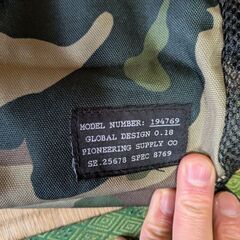 MODEL NUMBER: 194769
GLOBAL DESIGN 0.18
PIONEERING SUPPLY CO
SZ.25678 SPEC 8769